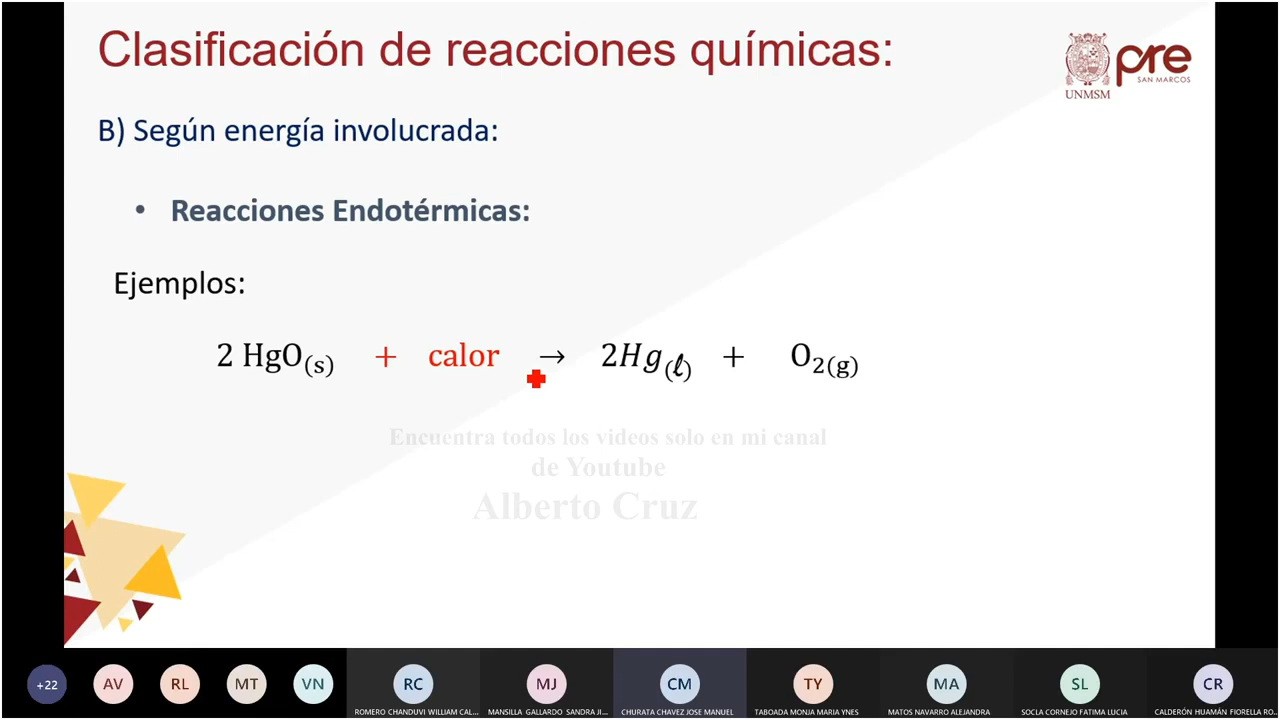 Clasificación de reacciones químicas:
pre
SAN MARCOS
UNMSM
B) Según energía involucrada:
• Reacciones Endotérmicas:
Ejemplos:
2 HgO(s) + calor → 2Hg(ℓ) + O2(g)
Encuentra todos los videos solo en mi canal
de Youtube
Alberto Cruz
+22 AV RL MT VN RC MJ CM TY MA SL CR
ROMERO CHANDUVI WILLIAM CAL... MANSILLA GALLARDO SANDRA JI... CHURATA CHAVEZ JOSE MANUEL TABOADA MONJA MARIA YNES MATOS NAVARRO ALEJANDRA SOCLA CORNEJO FATIMA LUCIA CALDERÓN HUAMÁN FIORELLA RO...